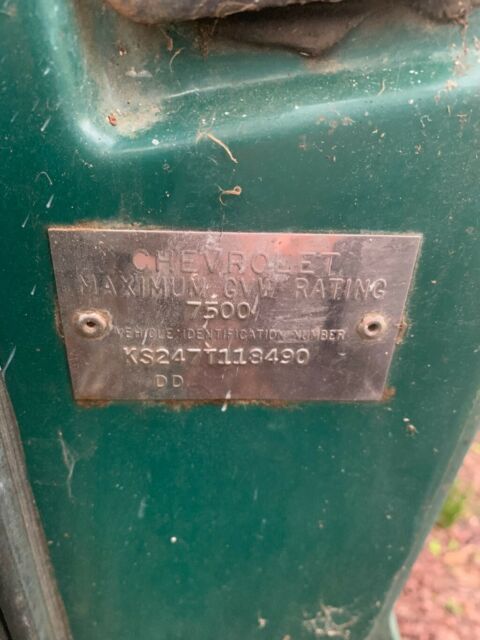 CHEVROLET
MAXIMUM GVW RATING
7500
VEHICLE IDENTIFICATION NUMBER
KS247T118490
DD